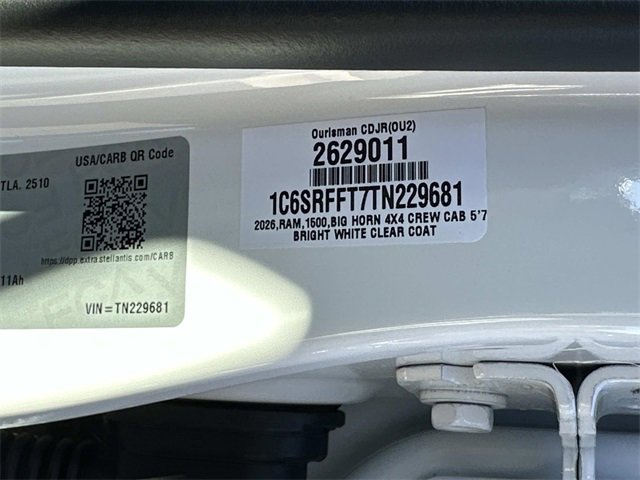 USA/CARB QR Code
TLA. 2510
https://dpp.extra.stellantis.com/CARB
11Ah
VIN=TN229681
Ourisman CDJR(OU2)
2629011
1C6SRFFT7TN229681
2026,RAM,1500,BIG HORN 4X4 CREW CAB 5'7
BRIGHT WHITE CLEAR COAT